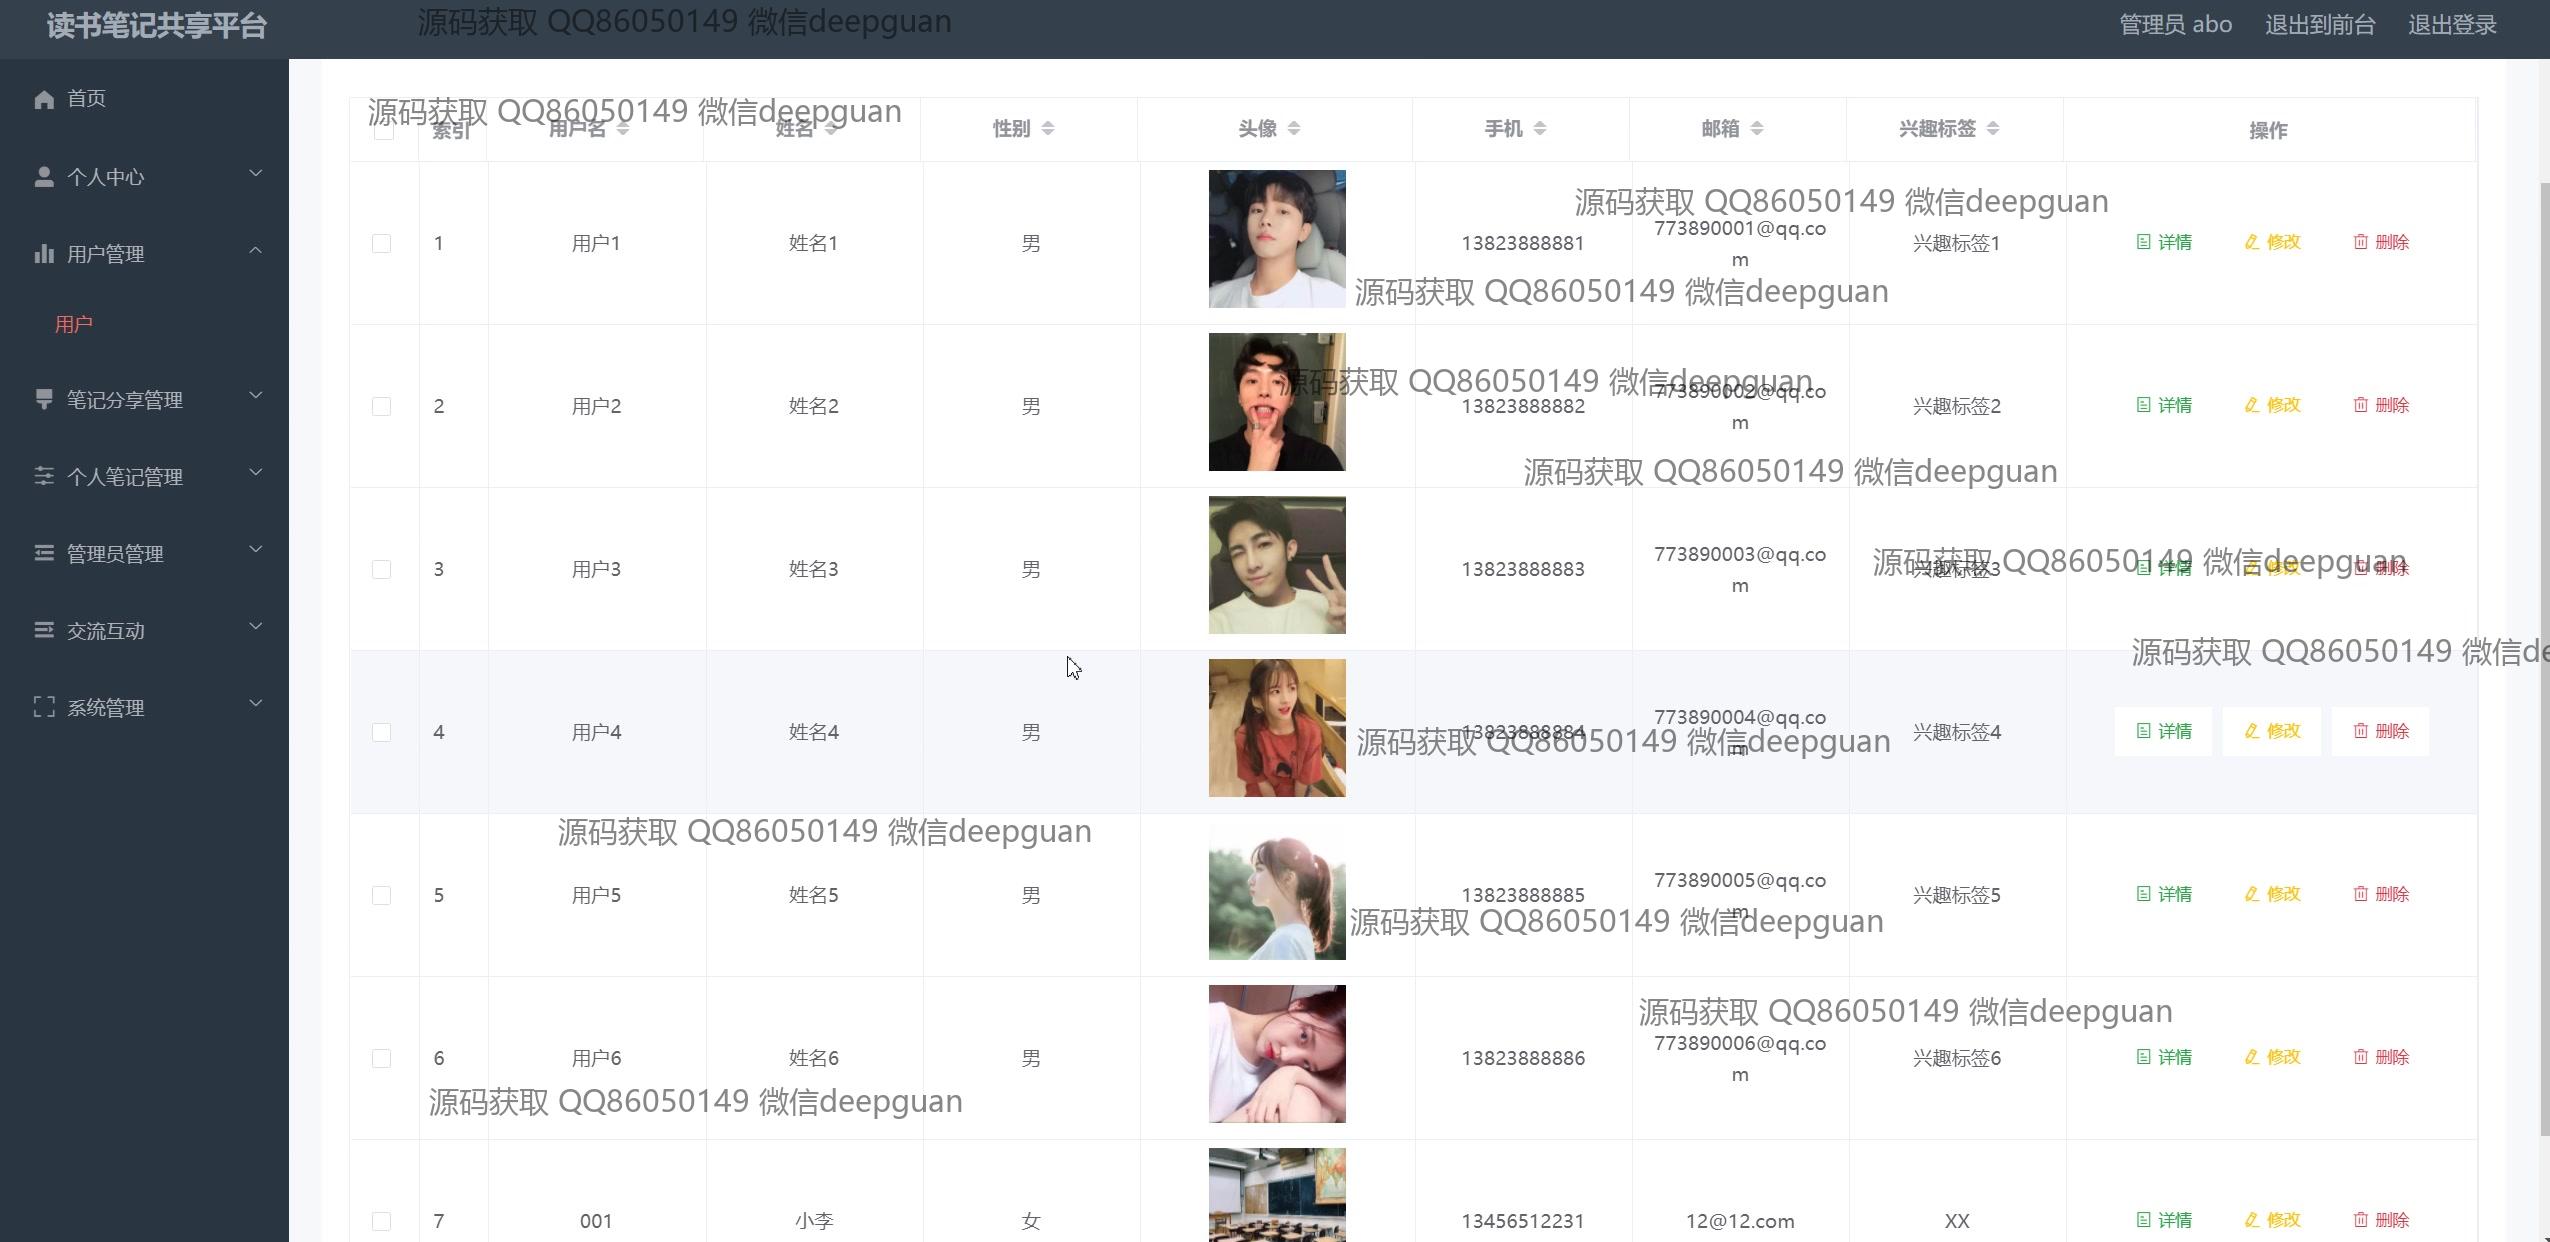 读书笔记共享平台
源码获取 QQ86050149 微信deepguan
管理员 abo 退出到前台 退出登录
首页
个人中心
用户管理
用户
笔记分享管理
个人笔记管理
管理员管理
交流互动
系统管理
源码获取 QQ86050149 微信deepguan
索引 用户名 姓名 性别 头像 手机 邮箱 兴趣标签 操作
源码获取 QQ86050149 微信deepguan
1 用户1 姓名1 男 13823888881 773890001@qq.co 兴趣标签1 详情 修改 删除
m
源码获取 QQ86050149 微信deepguan
源码获取 QQ86050149 微信deepguan
2 用户2 姓名2 男 13823888882 773890002@qq.co 兴趣标签2 详情 修改 删除
m
源码获取 QQ86050149 微信deepguan
3 用户3 姓名3 男 13823888883 773890003@qq.co 兴趣标签3 详情 修改 删除
m
源码获取 QQ86050149 微信deepguan
源码获取 QQ86050149 微信de
4 用户4 姓名4 男 13823888884 773890004@qq.co 兴趣标签4 详情 修改 删除
m
源码获取 QQ86050149 微信deepguan
源码获取 QQ86050149 微信deepguan
5 用户5 姓名5 男 13823888885 773890005@qq.co 兴趣标签5 详情 修改 删除
m
源码获取 QQ86050149 微信deepguan
源码获取 QQ86050149 微信deepguan
6 用户6 姓名6 男 13823888886 773890006@qq.co 兴趣标签6 详情 修改 删除
m
源码获取 QQ86050149 微信deepguan
7 001 小李 女 13456512231 12@12.com XX 详情 修改 删除